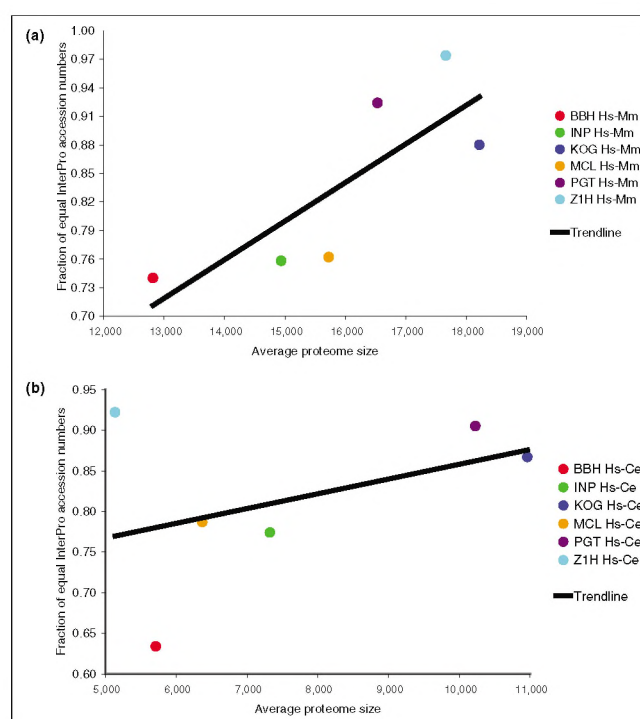 (a)
Fraction of equal InterPro accession numbers
1.00
0.97
0.94
0.91
0.88
0.85
0.82
0.79
0.76
0.73
0.70
12,000 13,000 14,000 15,000 16,000 17,000 18,000 19,000
Average proteome size
BBH Hs-Mm
INP Hs-Mm
KOG Hs-Mm
MCL Hs-Mm
PGT Hs-Mm
Z1H Hs-Mm
Trendline
(b)
Fraction of equal InterPro accession numbers
0.95
0.90
0.85
0.80
0.75
0.70
0.65
0.60
5,000 6,000 7,000 8,000 9,000 10,000 11,000
Average proteome size
BBH Hs-Ce
INP Hs-Ce
KOG Hs-Ce
MCL Hs-Ce
PGT Hs-Ce
Z1H Hs-Ce
Trendline